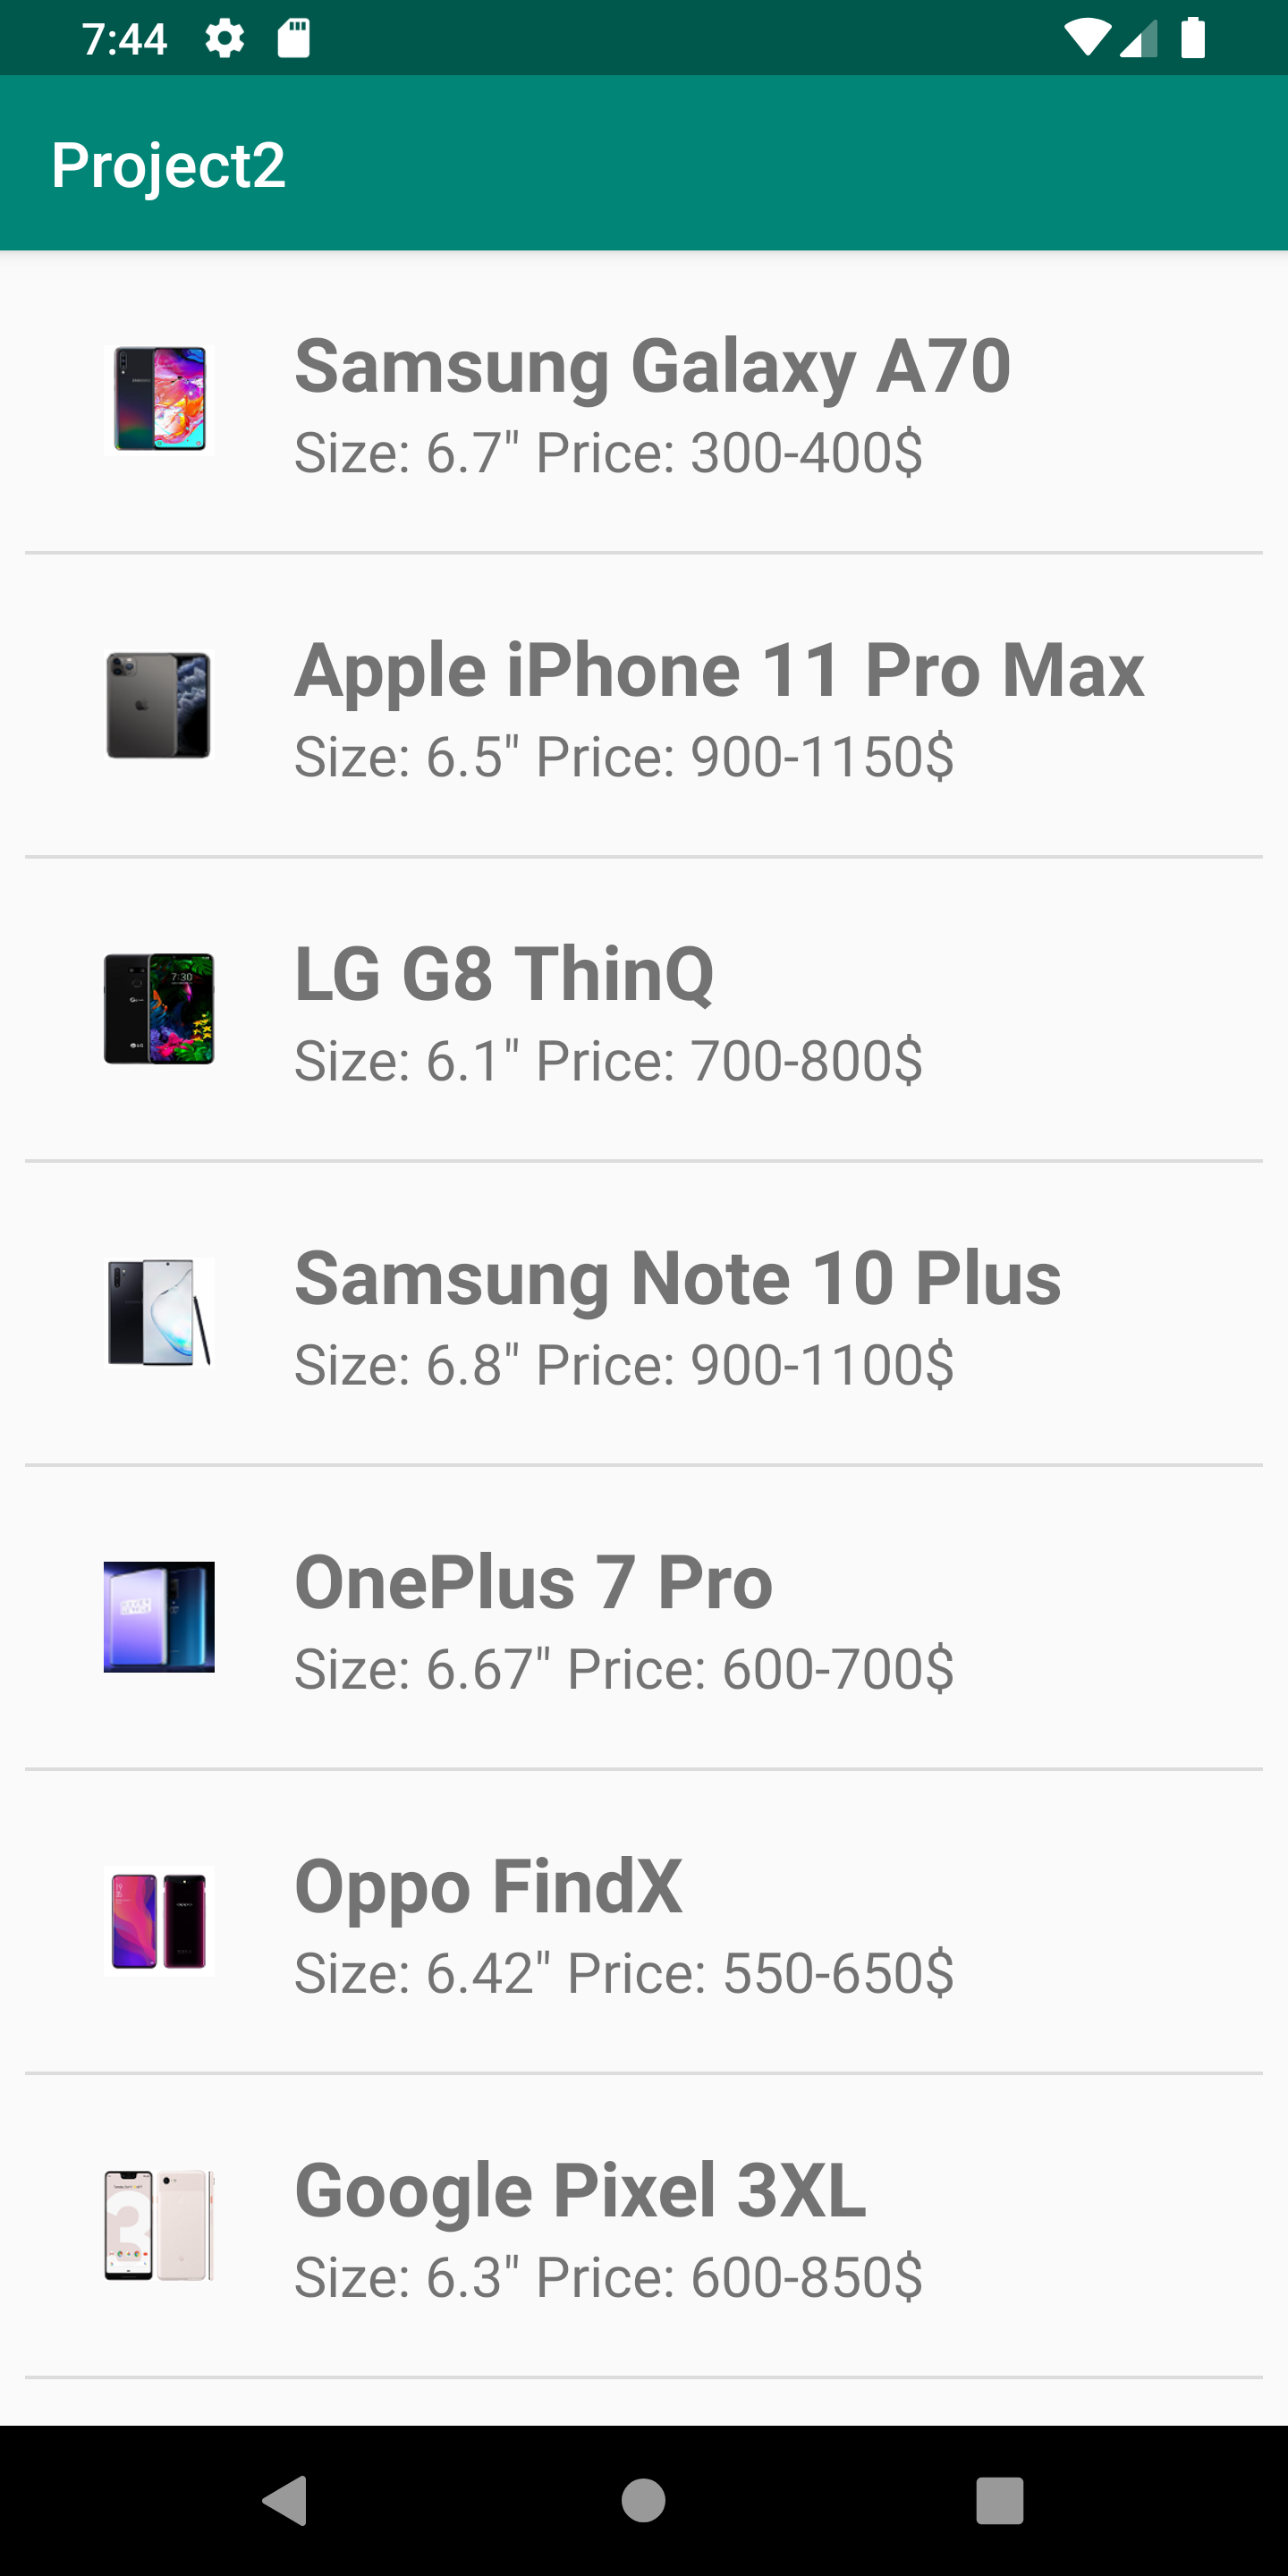 7:44
Project2
Samsung Galaxy A70
Size: 6.7" Price: 300-400$
Apple iPhone 11 Pro Max
Size: 6.5" Price: 900-1150$
7:30
LG G8 ThinQ
Size: 6.1" Price: 700-800$
Samsung Note 10 Plus
Size: 6.8" Price: 900-1100$
OnePlus 7 Pro
Size: 6.67" Price: 600-700$
Oppo FindX
Size: 6.42" Price: 550-650$
Google Pixel 3XL
Size: 6.3" Price: 600-850$